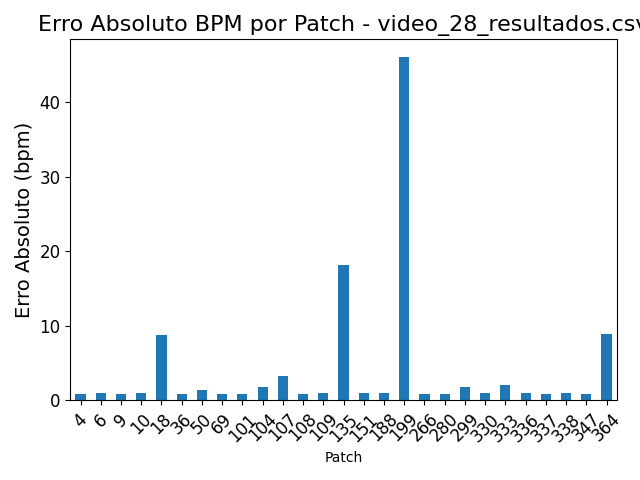 Erro Absoluto BPM por Patch - video_28_resultados.csv
Erro Absoluto (bpm)
40
30
20
10
0
4 6 9 10 18 36 50 69 101 104 107 108 109 135 151 188 199 266 280 299 330 333 336 337 338 347 364
Patch